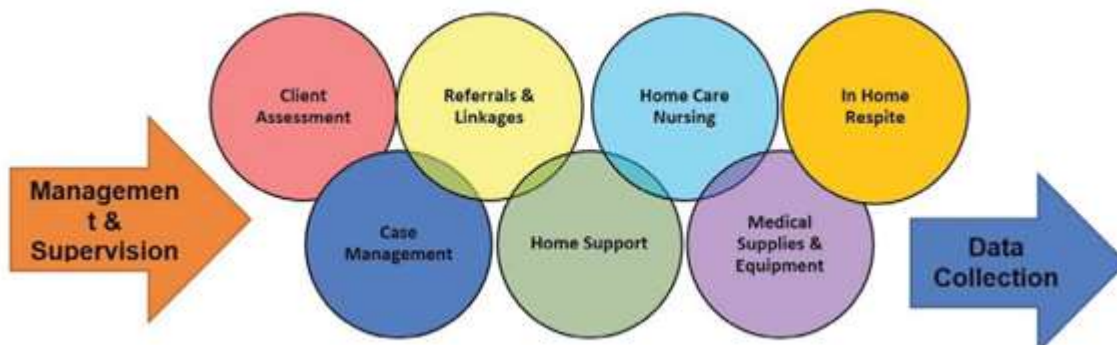 Managemen
t &
Supervision
Client
Assessment
Referrals &
Linkages
Home Care
Nursing
In Home
Respite
Case
Management
Home Support
Medical
Supplies &
Equipment
Data
Collection